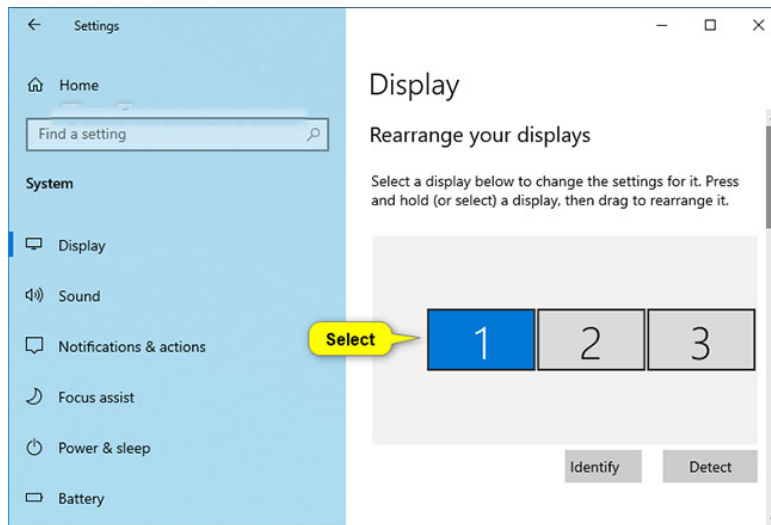 Settings
Home
Find a setting
System
Display
Sound
Notifications & actions
Focus assist
Power & sleep
Battery
Display
Rearrange your displays
Select a display below to change the settings for it. Press
and hold (or select) a display, then drag to rearrange it.
Select
1 2 3
Identify Detect